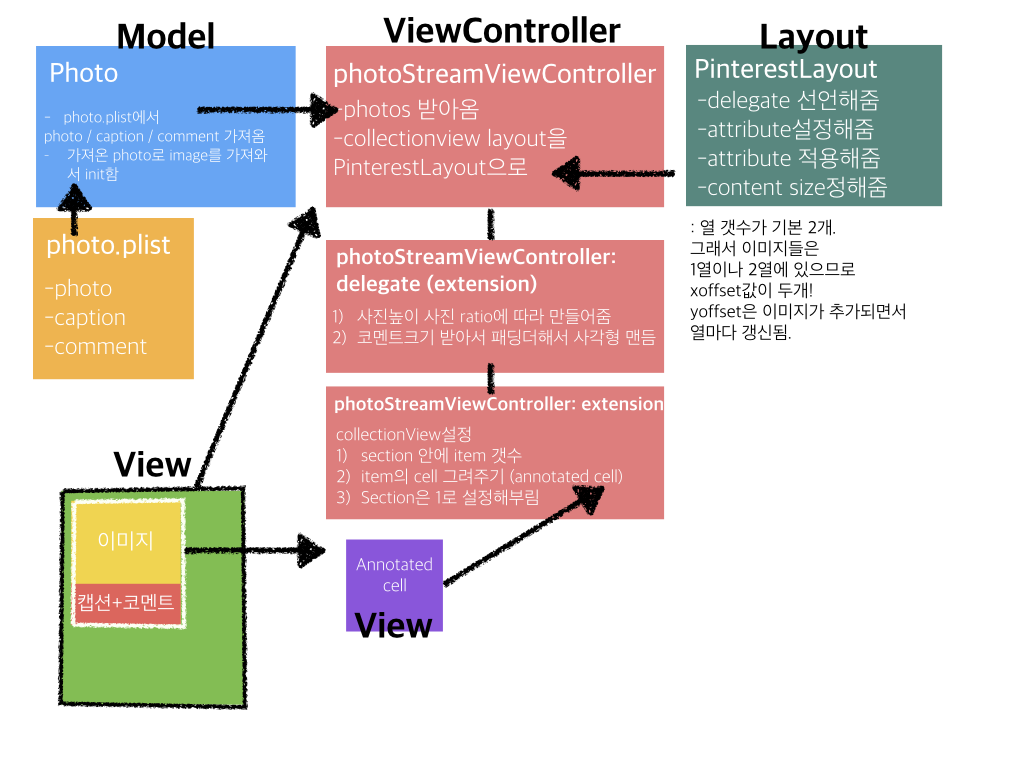 Model
Photo
- photo.plist에서
photo / caption / comment 가져옴
- 가져온 photo로 image를 가져와
서 init함
photo.plist
-photo
-caption
-comment
ViewController
photoStreamViewController
-photos 받아옴
-collectionview layout을
PinterestLayout으로
photoStreamViewController:
delegate (extension)
1) 사진높이 사진 ratio에 따라 만들어줌
2) 코멘트크기 받아서 패딩더해서 사각형 맨듬
photoStreamViewController: extension
collectionView설정
1) section 안에 item 갯수
2) item의 cell 그려주기 (annotated cell)
3) Section은 1로 설정해부림
Layout
PinterestLayout
-delegate 선언해줌
-attribute설정해줌
-attribute 적용해줌
-content size정해줌
: 열 갯수가 기본 2개.
그래서 이미지들은
1열이나 2열에 있으므로
xoffset값이 두개!
yoffset은 이미지가 추가되면서
열마다 갱신됨.
View
이미지
캡션+코멘트
Annotated
cell
View